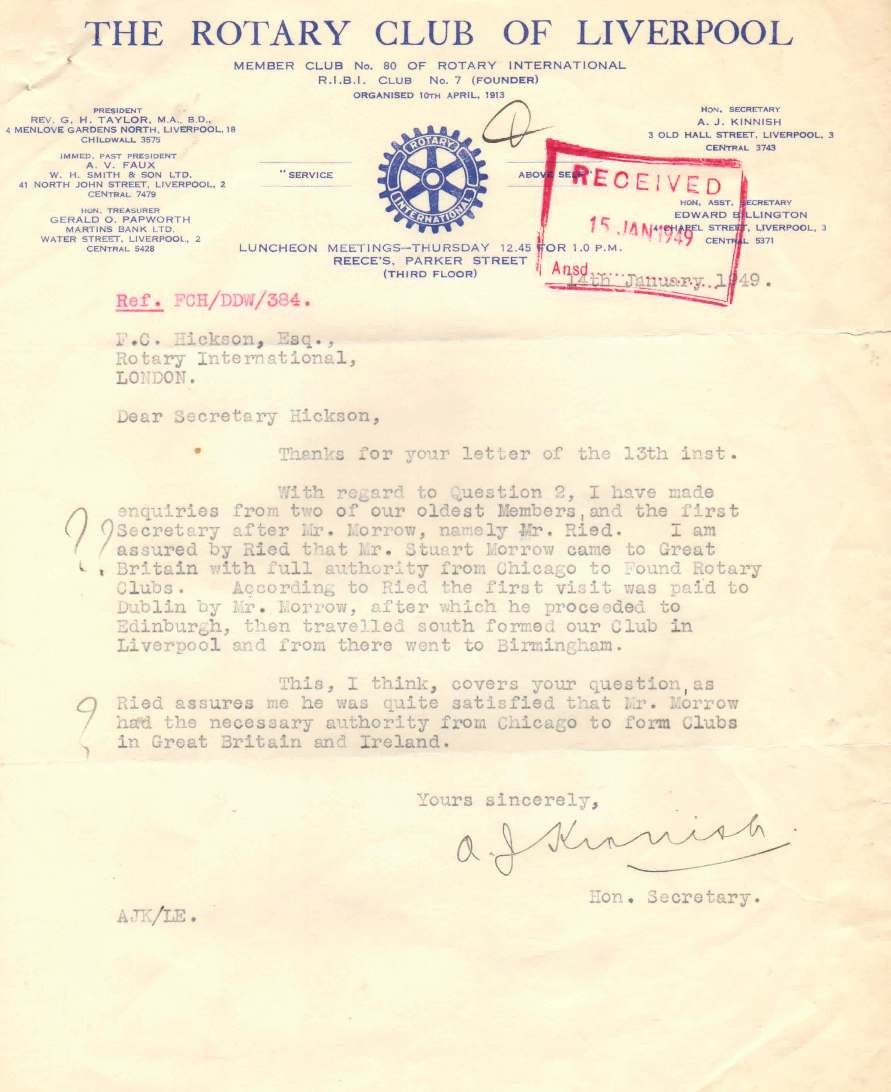 THE ROTARY CLUB OF LIVERPOOL
MEMBER CLUB No. 80 OF ROTARY INTERNATIONAL
R.I.B.I. CLUB No. 7 (FOUNDER)
ORGANISED 10TH APRIL, 1913
PRESIDENT
REV. G. H. TAYLOR, M.A., B.D.,
4 MENLOVE GARDENS NORTH, LIVERPOOL, 18
CHILDWALL 3575
IMMED. PAST PRESIDENT
A. V. FAUX
W. H. SMITH & SON LTD.
41 NORTH JOHN STREET, LIVERPOOL, 2
CENTRAL 7479
HON. TREASURER
GERALD O. PAPWORTH
MARTINS BANK LTD.
WATER STREET, LIVERPOOL, 2
CENTRAL 5428
"SERVICE
ROTARY
INTERNATIONAL
ABOVE SELF"
HON. SECRETARY
A. J. KINNISH
3 OLD HALL STREET, LIVERPOOL, 3
CENTRAL 3743
HON. ASST. SECRETARY
EDWARD BILLINGTON
CHAPEL STREET, LIVERPOOL, 3
CENTRAL 5371
RECEIVED
15 JAN 1949
Ansd
LUNCHEON MEETINGS—THURSDAY 12.45 FOR 1.0 P.M.
REECE'S, PARKER STREET
(THIRD FLOOR)
14th January, 1949.
Ref. FCH/DDW/384.
F.C. Hickson, Esq.,
Rotary International,
LONDON.
Dear Secretary Hickson,
Thanks for your letter of the 13th inst.
With regard to Question 2, I have made
enquiries from two of our oldest Members, and the first
Secretary after Mr. Morrow, namely Mr. Ried. I am
assured by Ried that Mr. Stuart Morrow came to Great
Britain with full authority from Chicago to Found Rotary
Clubs. According to Ried the first visit was paid to
Dublin by Mr. Morrow, after which he proceeded to
Edinburgh, then travelled south formed our Club in
Liverpool and from there went to Birmingham.
This, I think, covers your question, as
Ried assures me he was quite satisfied that Mr. Morrow
had the necessary authority from Chicago to form Clubs
in Great Britain and Ireland.
??
?
Yours sincerely,
A. J Kinnish.
Hon. Secretary.
AJK/LE.